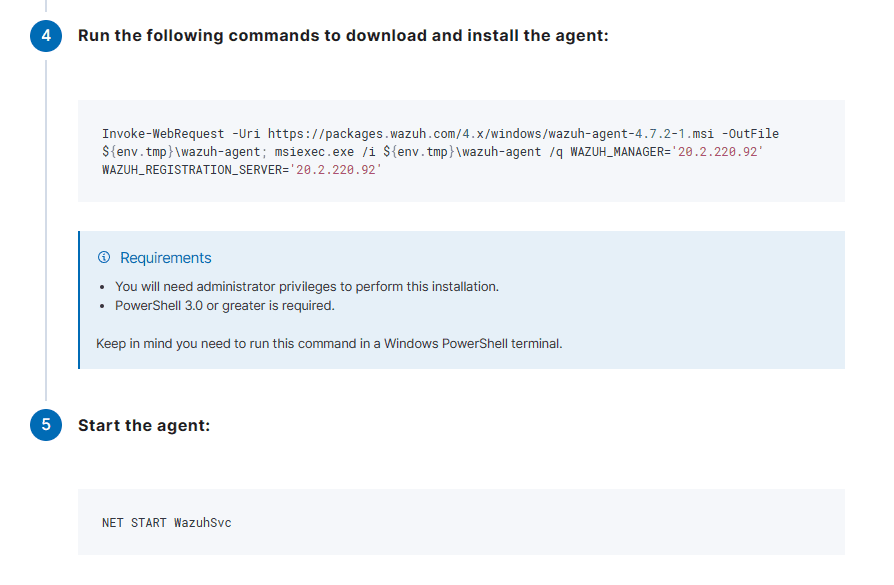 4 Run the following commands to download and install the agent:
Invoke-WebRequest -Uri https://packages.wazuh.com/4.x/windows/wazuh-agent-4.7.2-1.msi -OutFile
${env.tmp}\wazuh-agent; msiexec.exe /i ${env.tmp}\wazuh-agent /q WAZUH_MANAGER='20.2.220.92'
WAZUH_REGISTRATION_SERVER='20.2.220.92'
Requirements
• You will need administrator privileges to perform this installation.
• PowerShell 3.0 or greater is required.
Keep in mind you need to run this command in a Windows PowerShell terminal.
5 Start the agent:
NET START WazuhSvc